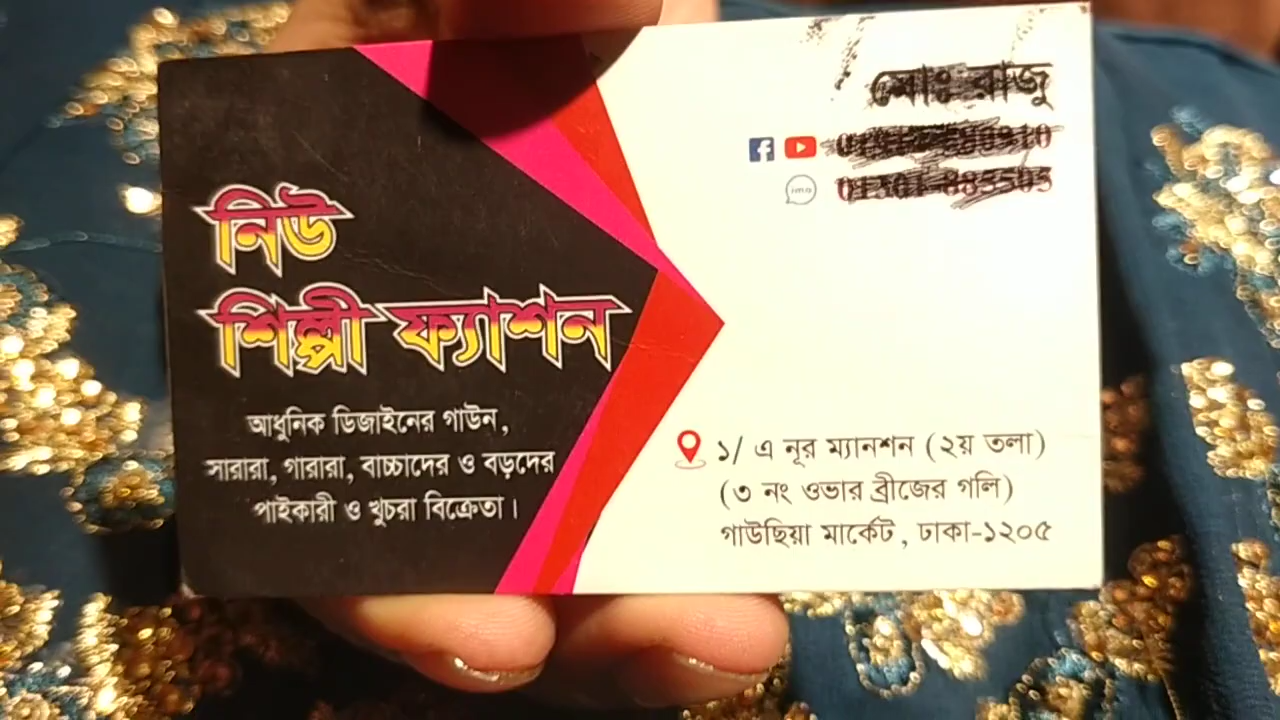 নিউ
শিল্পী ফ্যাশন
আধুনিক ডিজাইনের গাউন,
সারারা, গারারা, বাচ্চাদের ও বড়দের
পাইকারী ও খুচরা বিক্রেতা।
মোঃ রাজু
১/ এ নূর ম্যানশন (২য় তলা)
(৩ নং ওভার ব্রীজের গলি)
গাউছিয়া মার্কেট, ঢাকা-১২০৫